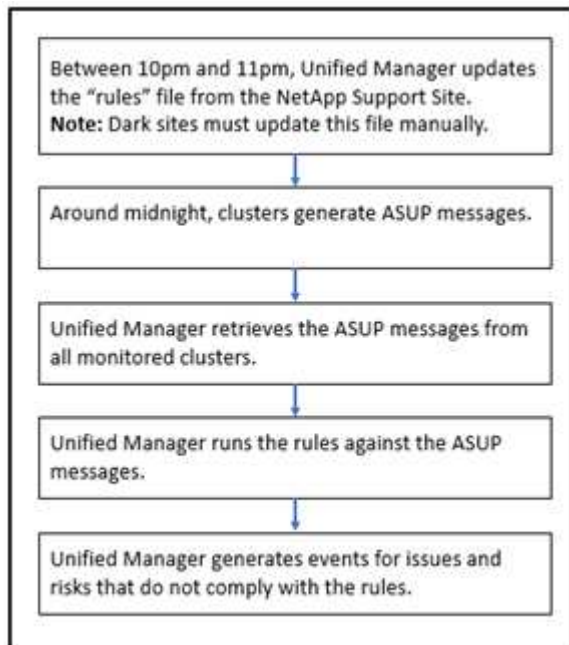 Between 10pm and 11pm, Unified Manager updates
the “rules” file from the NetApp Support Site.
Note: Dark sites must update this file manually.
Around midnight, clusters generate ASUP messages.
Unified Manager retrieves the ASUP messages from
all monitored clusters.
Unified Manager runs the rules against the ASUP
messages.
Unified Manager generates events for issues and
risks that do not comply with the rules.